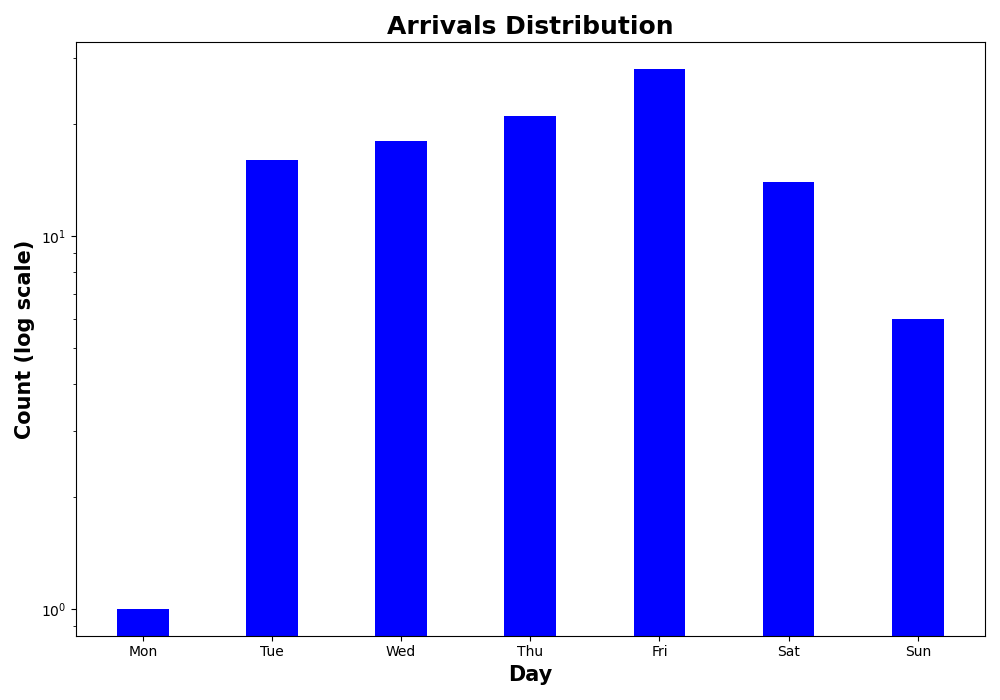 Arrivals Distribution
Count (log scale)
10¹
10⁰
Mon Tue Wed Thu Fri Sat Sun
Day